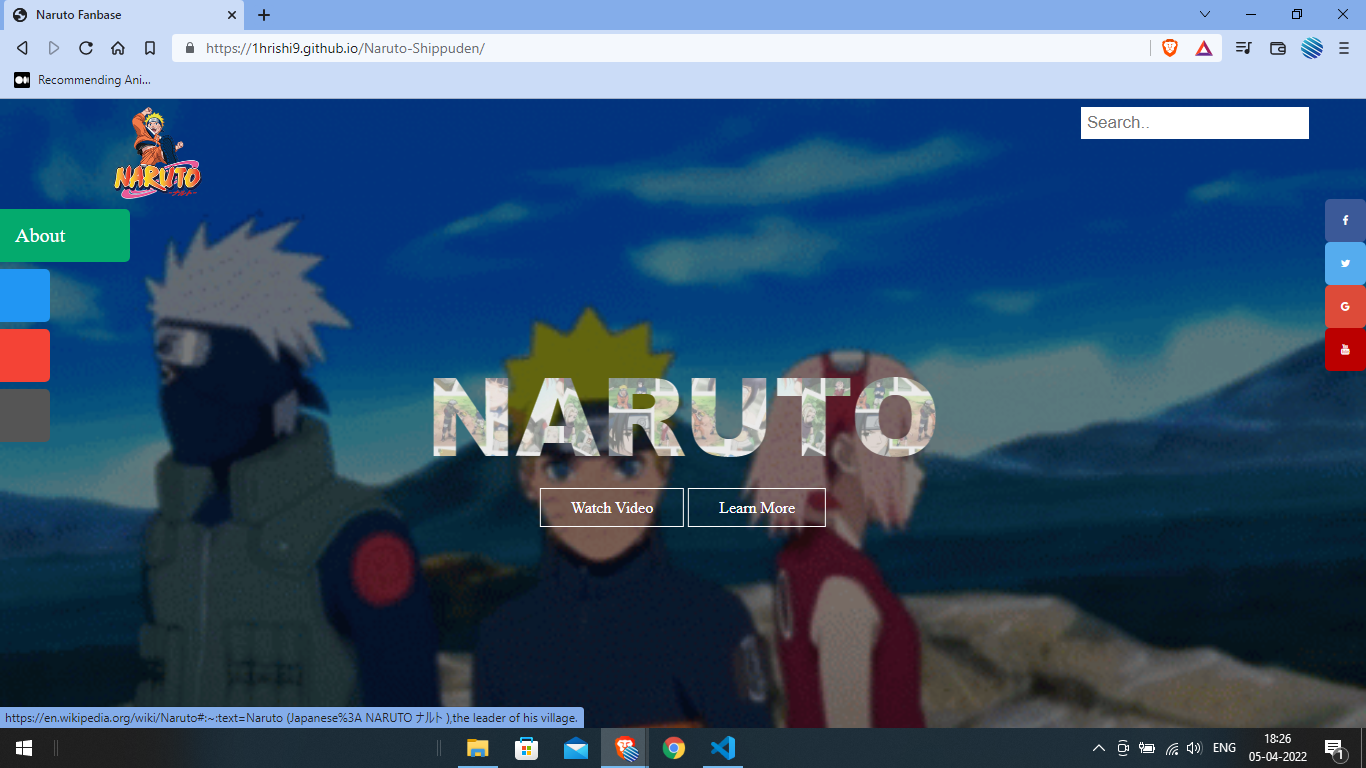 Naruto Fanbase
https://1hrishi9.github.io/Naruto-Shippuden/
Recommending Ani...
NARUTO
Search..
About
f
G
NARUTO
Watch Video
Learn More
https://en.wikipedia.org/wiki/Naruto#:~:text=Naruto (Japanese%3A NARUTO ナルト ),the leader of his village.
ENG
18:26
05-04-2022
1